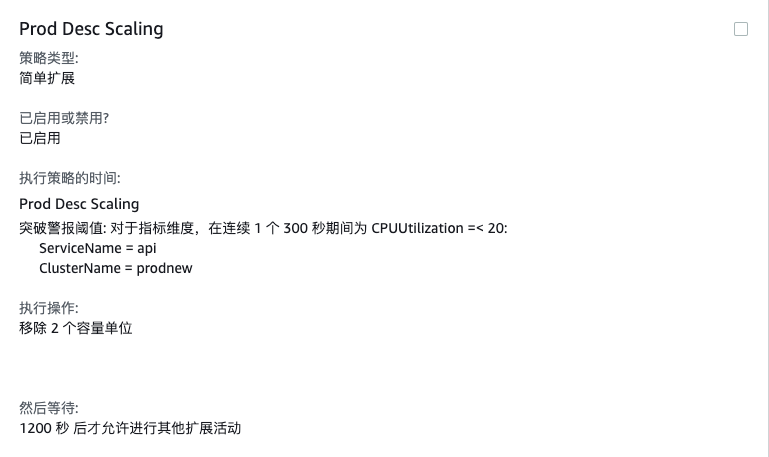 Prod Desc Scaling
策略类型:
简单扩展
已启用或禁用?
已启用
执行策略的时间:
Prod Desc Scaling
突破警报阈值: 对于指标维度，在连续 1 个 300 秒期间为 CPUUtilization =< 20:
ServiceName = api
ClusterName = prodnew
执行操作:
移除 2 个容量单位
然后等待:
1200 秒 后才允许进行其他扩展活动